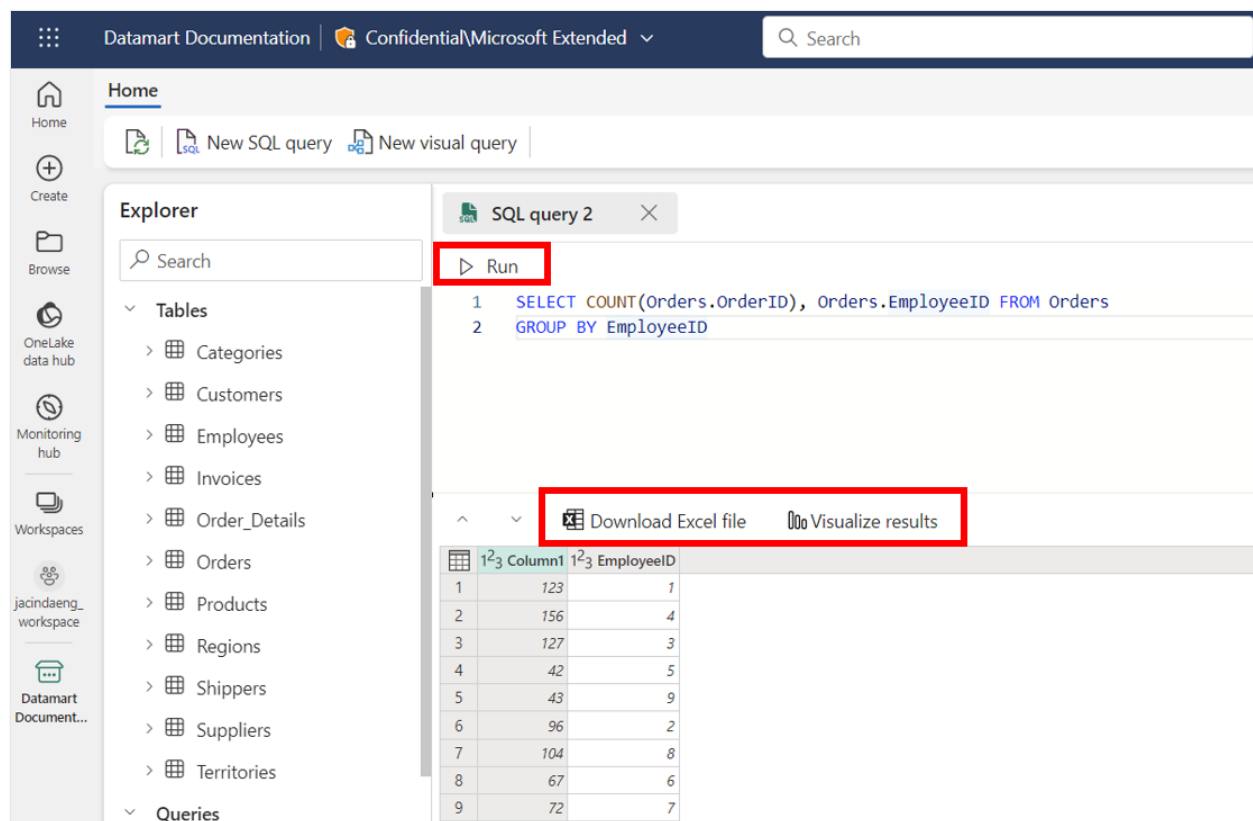 Datamart Documentation Confidential\Microsoft Extended Search
Home
Create
Browse
OneLake
data hub
Monitoring
hub
Workspaces
jacindaeng_
workspace
Datamart
Document...
Home
New SQL query New visual query
Explorer
Search
Tables
Categories
Customers
Employees
Invoices
Order_Details
Orders
Products
Regions
Shippers
Suppliers
Territories
Queries
SQL query 2
Run
1 SELECT COUNT(Orders.OrderID), Orders.EmployeeID FROM Orders
2 GROUP BY EmployeeID
Download Excel file Visualize results
123 Column1 123 EmployeeID
1 123 1
2 156 4
3 127 3
4 42 5
5 43 9
6 96 2
7 104 8
8 67 6
9 72 7